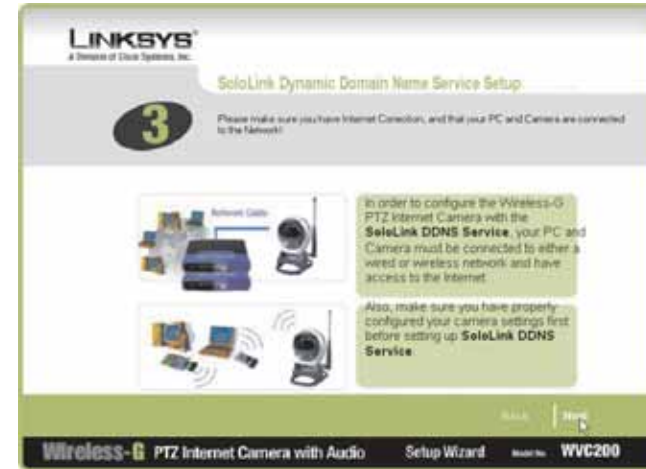 LINKSYS®
A Division of Cisco Systems, Inc.
SoloLink Dynamic Domain Name Service Setup
3
Please make sure you have Internet Conection, and that your PC and Camera are connected
to the Network!
Network Cable
In order to configure the Wireless-G
PTZ Internet Camera with the
SoloLink DDNS Service, your PC and
Camera must be connected to either a
wired or wireless network and have
access to the Internet
Also, make sure you have properly
configured your camera settings first
before setting up SoloLink DDNS
Service.
Back
Next
Wireless-G PTZ Internet Camera with Audio Setup Wizard Model No. WVC200